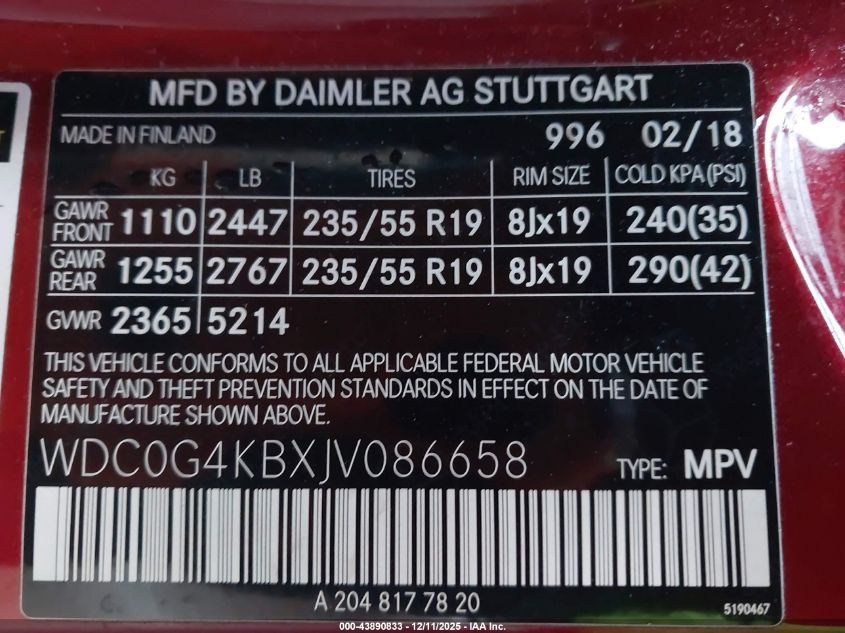 MFD BY DAIMLER AG STUTTGART
MADE IN FINLAND 996 02/18
KG LB TIRES RIM SIZE COLD KPA (PSI)
GAWR FRONT 1110 2447 235/55 R19 8Jx19 240(35)
GAWR REAR 1255 2767 235/55 R19 8Jx19 290(42)
GVWR 2365 5214
THIS VEHICLE CONFORMS TO ALL APPLICABLE FEDERAL MOTOR VEHICLE
SAFETY AND THEFT PREVENTION STANDARDS IN EFFECT ON THE DATE OF
MANUFACTURE SHOWN ABOVE.
WDC0G4KBXJV086658 TYPE: MPV
A 204 817 78 20
5190467
000-43890833 - 12/11/2025 - IAA Inc.